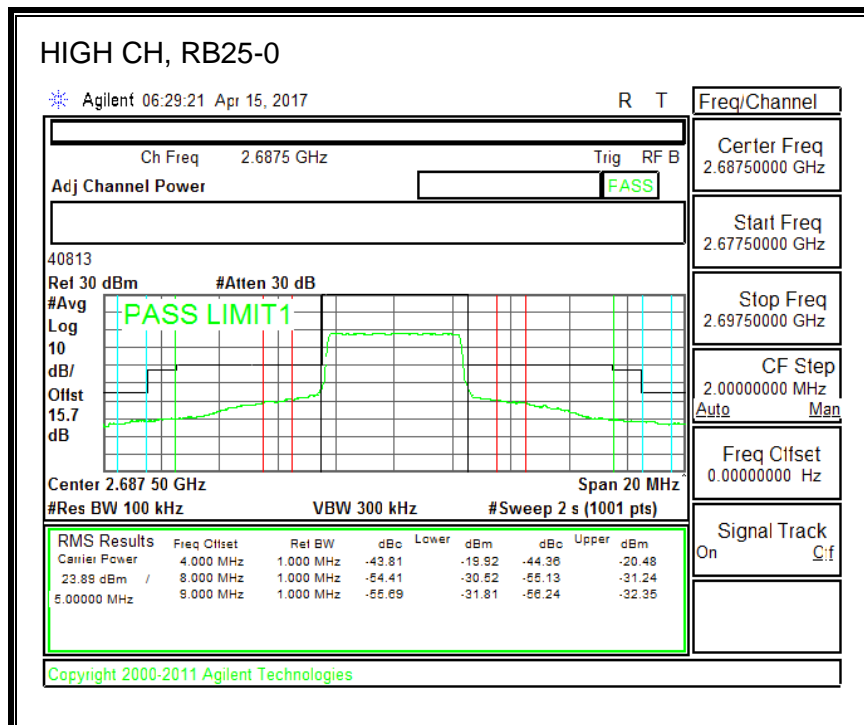 HIGH CH, RB25-0
Agilent 06:29:21 Apr 15, 2017 R T
Freq/Channel
Ch Freq 2.6875 GHz Trig RF B
Adj Channel Power PASS
Center Freq
2.68750000 GHz
Start Freq
2.67750000 GHz
40813
Ref 30 dBm #Atten 30 dB
#Avg
Log
10
dB/
Offst
15.7
dB
PASS LIMIT1
Stop Freq
2.69750000 GHz
CF Step
2.00000000 MHz
Auto Man
Freq Offset
0.00000000 Hz
Center 2.687 50 GHz Span 20 MHz
#Res BW 100 kHz VBW 300 kHz #Sweep 2 s (1001 pts)
Signal Track
On Off
RMS Results Freq Offset Ref BW dBc Lower dBm dBc Upper dBm
Carrier Power 4.000 MHz 1.000 MHz -43.81 -19.92 -44.36 -20.48
23.89 dBm / 8.000 MHz 1.000 MHz -54.41 -30.52 -55.13 -31.24
5.00000 MHz 9.000 MHz 1.000 MHz -55.69 -31.81 -56.24 -32.35
Copyright 2000-2011 Agilent Technologies